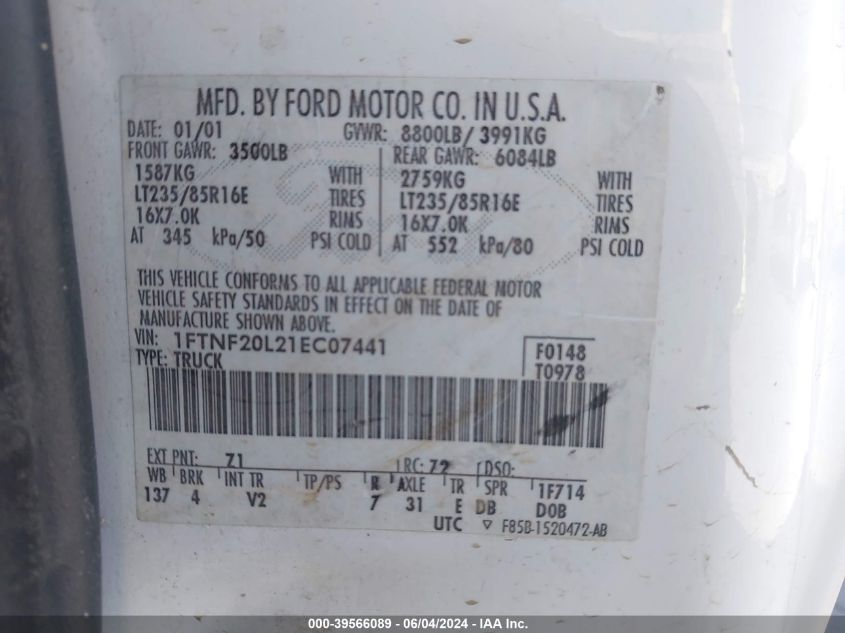 MFD. BY FORD MOTOR CO. IN U.S.A.
DATE: 01/01 GVWR: 8800LB/ 3991KG
FRONT GAWR: 3500LB REAR GAWR: 6084LB
1587KG WITH 2759KG WITH
LT235/85R16E TIRES LT235/85R16E TIRES
16X7.0K RIMS 16X7.0K RIMS
AT 345 kPa/50 PSI COLD AT 552 kPa/80 PSI COLD
THIS VEHICLE CONFORMS TO ALL APPLICABLE FEDERAL MOTOR
VEHICLE SAFETY STANDARDS IN EFFECT ON THE DATE OF
MANUFACTURE SHOWN ABOVE.
VIN: 1FTNF20L21EC07441 F0148
TYPE: TRUCK T0978
EXT PNT: Z1 RC: 72 DSO:
WB BRK INT TR TP/PS R AXLE TR SPR 1F714
137 4 V2 7 31 E DB DOB
UTC ▽ F85B-1520472-AB
000-39566089 - 06/04/2024 - IAA Inc.